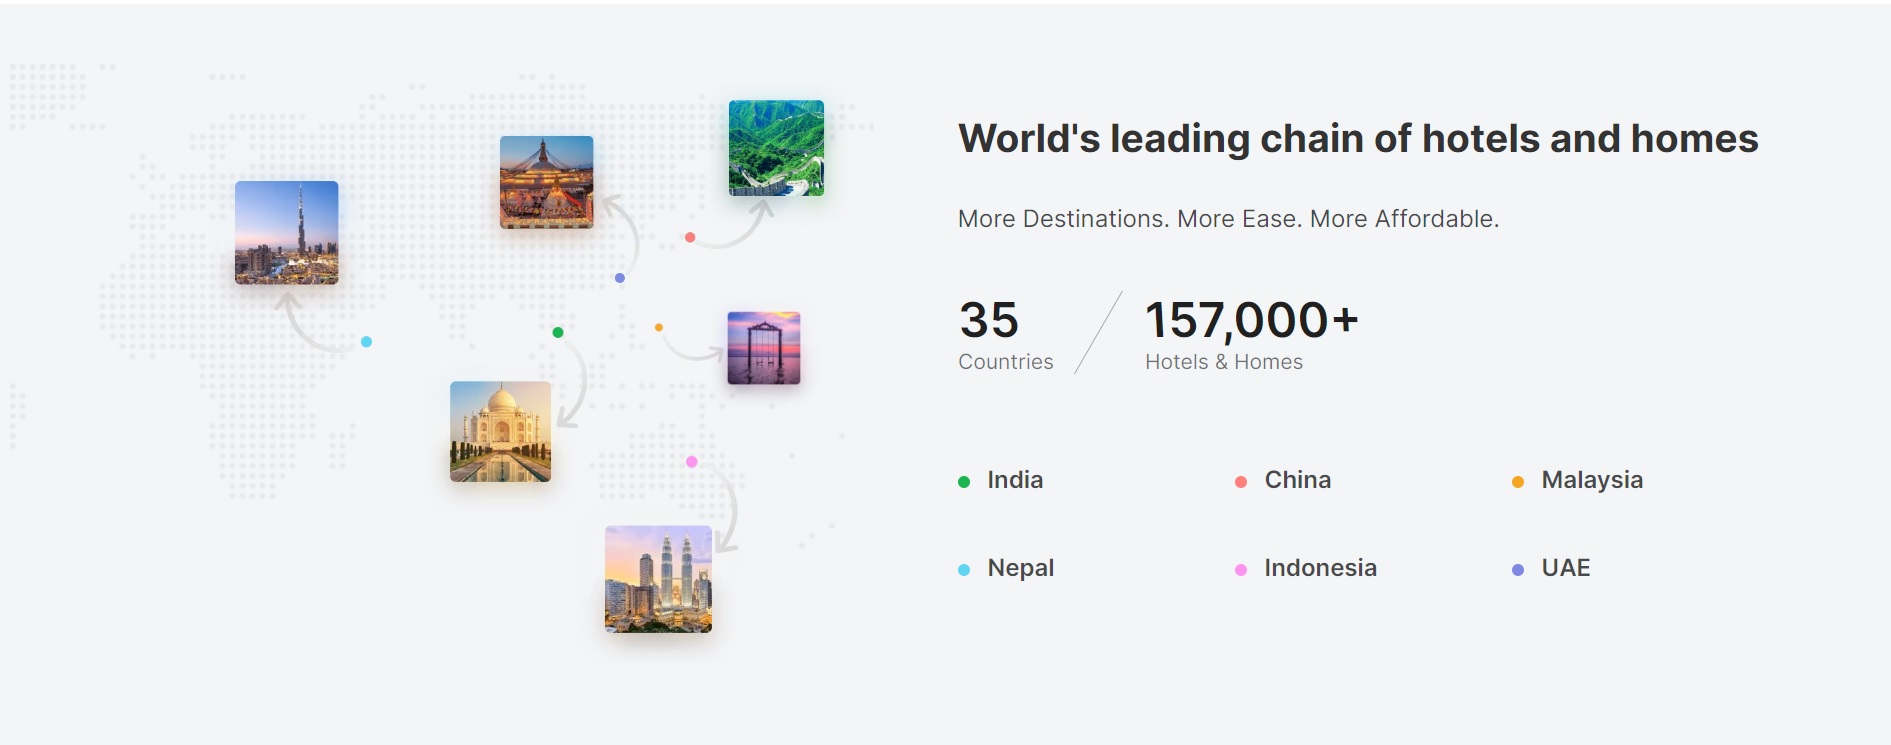 World's leading chain of hotels and homes
More Destinations. More Ease. More Affordable.
35
Countries
157,000+
Hotels & Homes
India
China
Malaysia
Nepal
Indonesia
UAE